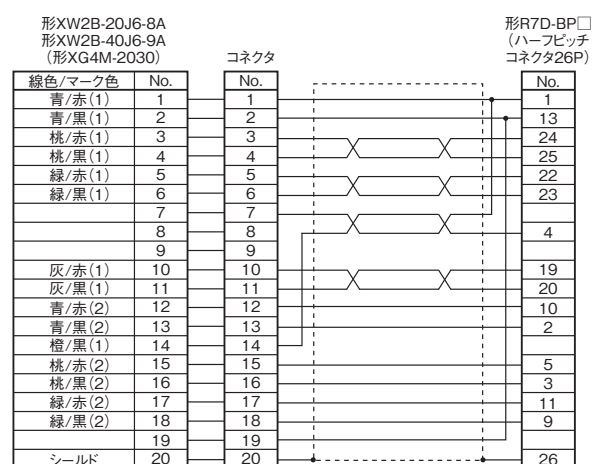 形XW2B-20J6-8A
形XW2B-40J6-9A
(形XG4M-2030)
コネクタ
形R7D-BP□
(ハーフピッチ
コネクタ26P)
線色/マーク色 No. No. No.
青/赤(1) 1 1 1
青/黒(1) 2 2 13
桃/赤(1) 3 3 24
桃/黒(1) 4 4 25
緑/赤(1) 5 5 22
緑/黒(1) 6 6 23
7 7
8 8 4
9 9
灰/赤(1) 10 10 19
灰/黒(1) 11 11 20
青/赤(2) 12 12 10
青/黒(2) 13 13 2
橙/黒(1) 14 14
桃/赤(2) 15 15 5
桃/黒(2) 16 16 3
緑/赤(2) 17 17 11
緑/黒(2) 18 18 9
19 19
シールド 20 20 26